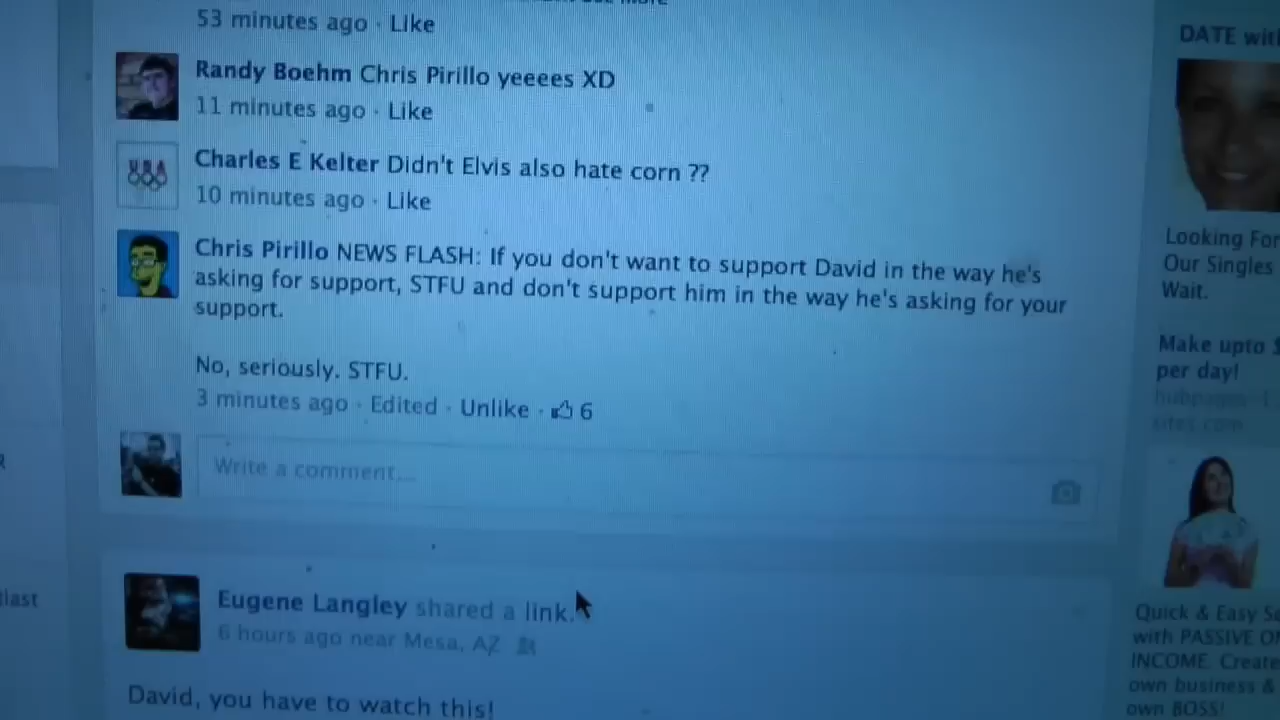 53 minutes ago · Like
Randy Boehm Chris Pirillo yeeees XD
11 minutes ago · Like
USA
Charles E Kelter Didn't Elvis also hate corn ??
10 minutes ago · Like
Chris Pirillo NEWS FLASH: If you don't want to support David in the way he's
asking for support, STFU and don't support him in the way he's asking for your
support.
No, seriously. STFU.
3 minutes ago · Edited · Unlike · 6
Write a comment...
Eugene Langley shared a link.
6 hours ago near Mesa, AZ
David, you have to watch this!
DATE with
Looking For
Our Singles
Wait.
Make upto $
per day!
sites.com
Quick & Easy
with PASSIVE
INCOME. Create
own business &
own BOSS!